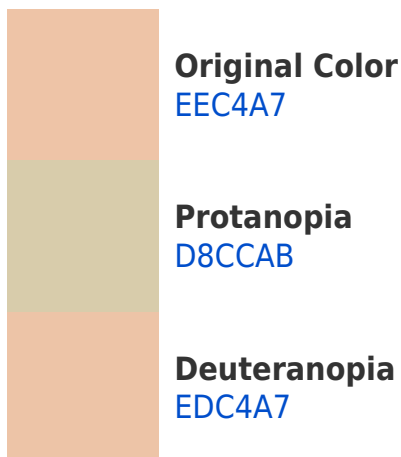 Original Color
EEC4A7
Protanopia
D8CCAB
Deuteranopia
EDC4A7